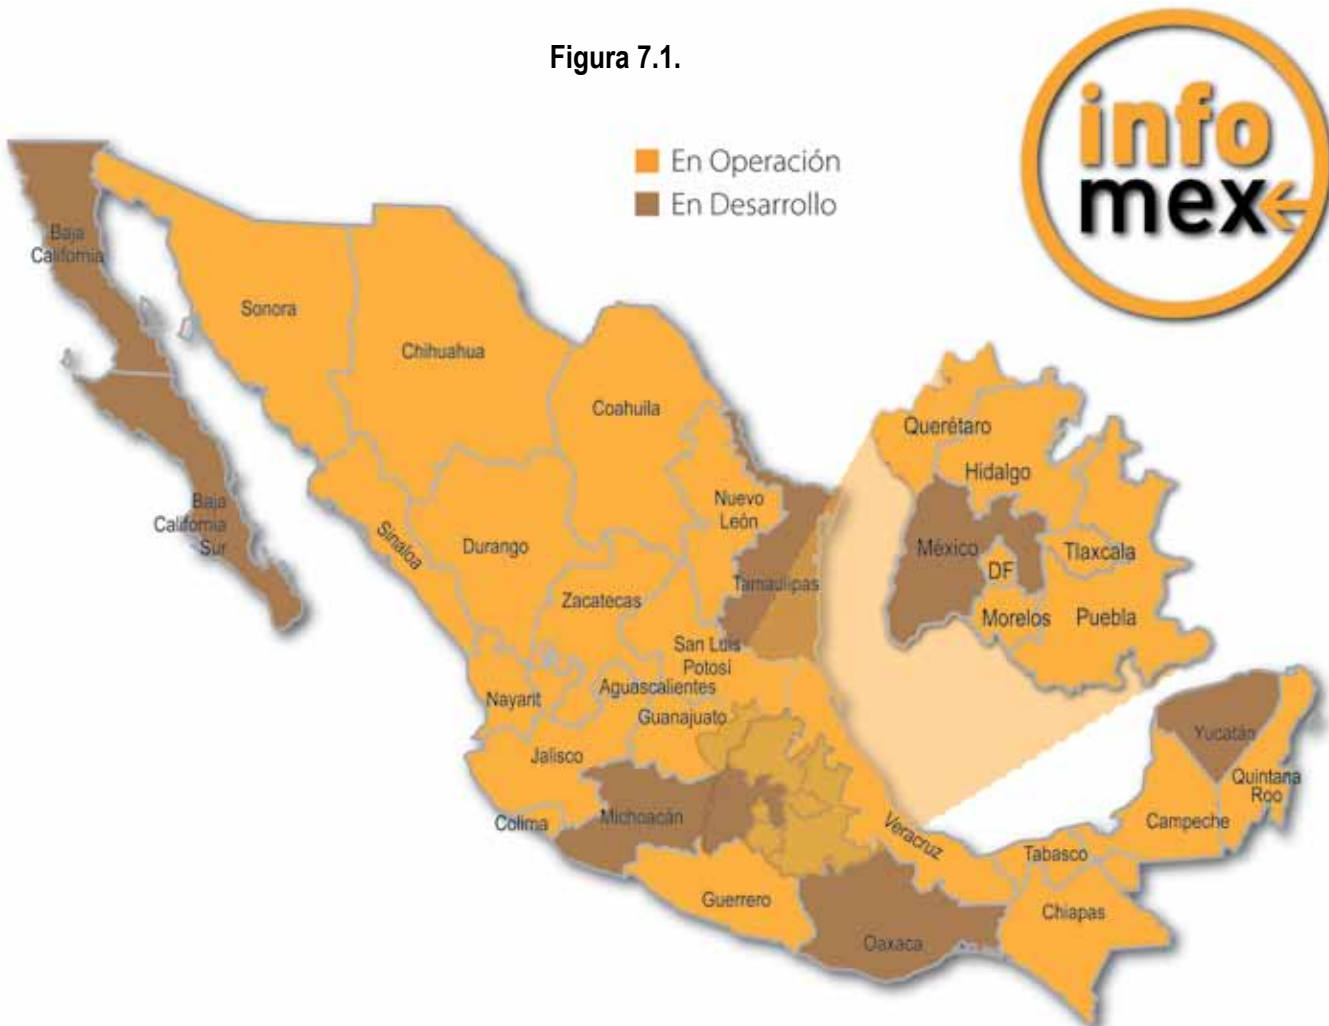 Figura 7.1.
info
mex
En Operación
En Desarrollo
Baja
California
Sonora
Chihuahua
Coahuila
Querétaro
Hidalgo
Nuevo
León
Baja
California
Sur
Sinaloa
Durango
México
DF
Tlaxcala
Tamaulipas
Zacatecas
Morelos
Puebla
San Luis
Potosí
Aguascalientes
Nayarit
Guanajuato
Jalisco
Yucatán
Quintana
Roo
Colima
Michoacán
Veracruz
Campeche
Tabasco
Guerrero
Chiapas
Oaxaca